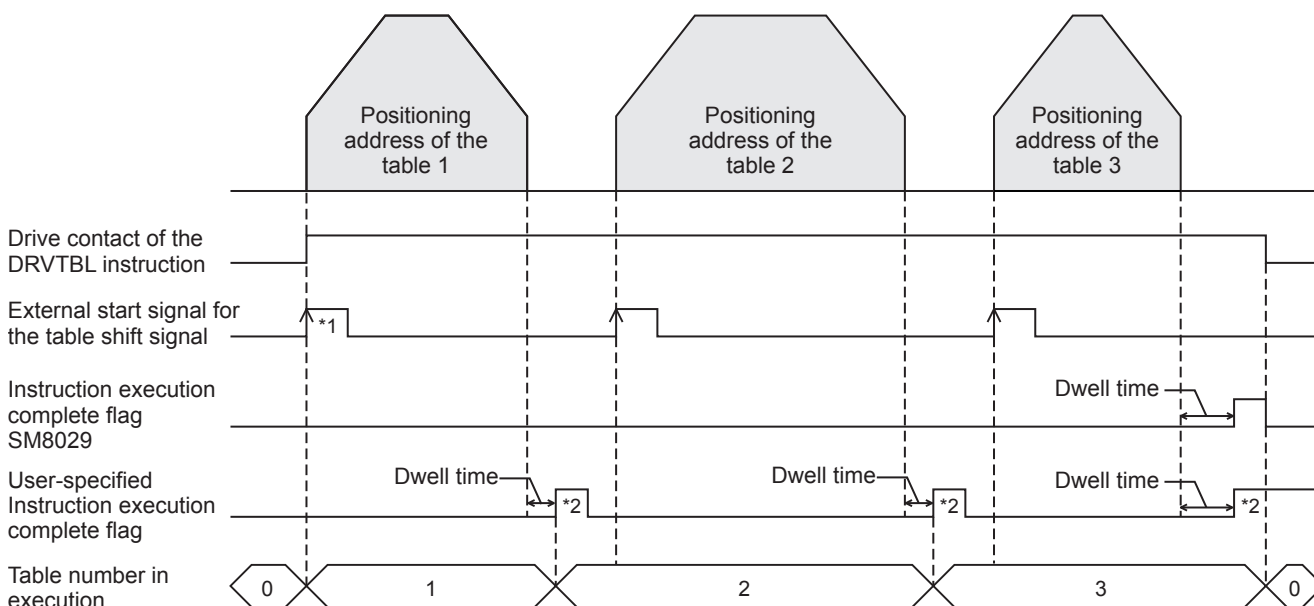 Positioning
address of the
table 1
Positioning
address of the
table 2
Positioning
address of the
table 3
Drive contact of the
DRVTBL instruction
External start signal for
the table shift signal
*1
Instruction execution
complete flag
SM8029
Dwell time
User-specified
Instruction execution
complete flag
Dwell time
*2
Dwell time
*2
Dwell time
*2
Table number in
execution
0
1
2
3
0